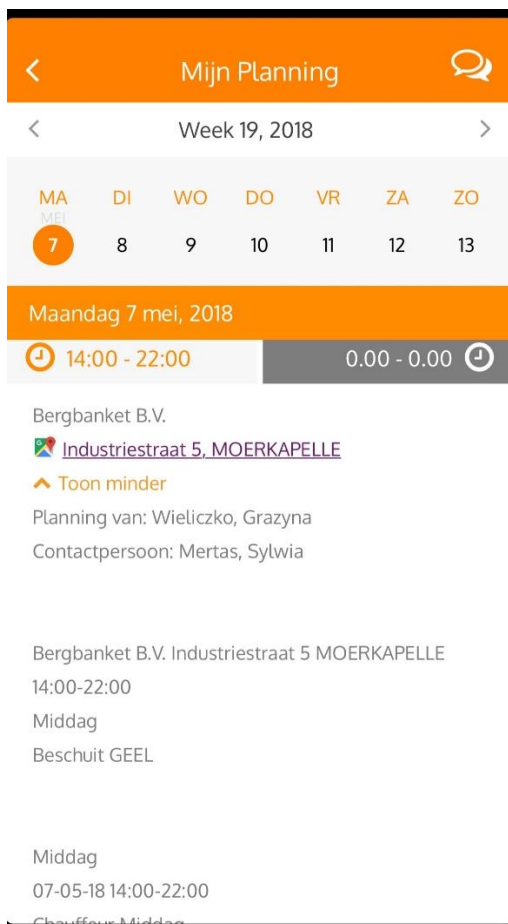 Mijn Planning
Week 19, 2018
MA DI WO DO VR ZA ZO
MEI
7 8 9 10 11 12 13
Maandag 7 mei, 2018
14:00 - 22:00 0.00 - 0.00
Bergbanket B.V.
Industriestraat 5, MOERKAPELLE
Toon minder
Planning van: Wieliczko, Grazyna
Contactpersoon: Mertas, Sylwia
Bergbanket B.V. Industriestraat 5 MOERKAPELLE
14:00-22:00
Middag
Beschuit GEEL
Middag
07-05-18 14:00-22:00
Chauffeur Middag